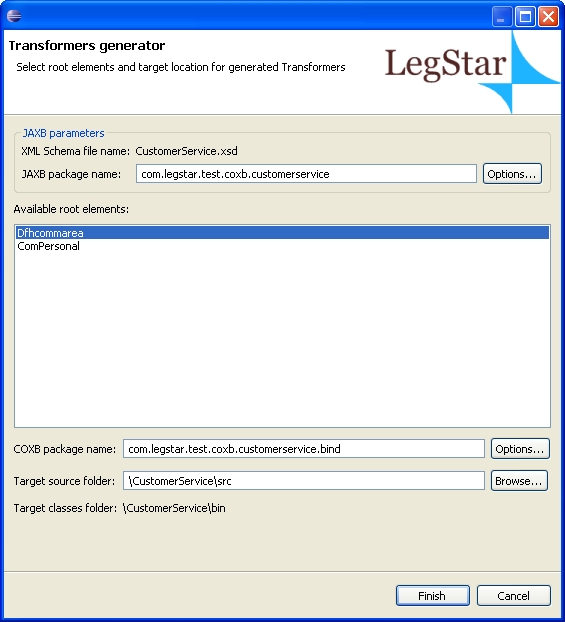 Transformers generator
Select root elements and target location for generated Transformers
LegStar
JAXB parameters
XML Schema file name: CustomerService.xsd
JAXB package name: com.legstar.test.coxb.customerservice Options...
Available root elements:
Dfhcommarea
ComPersonal
COXB package name: com.legstar.test.coxb.customerservice.bind Options...
Target source folder: \CustomerService\src Browse...
Target classes folder: \CustomerService\bin
Finish Cancel